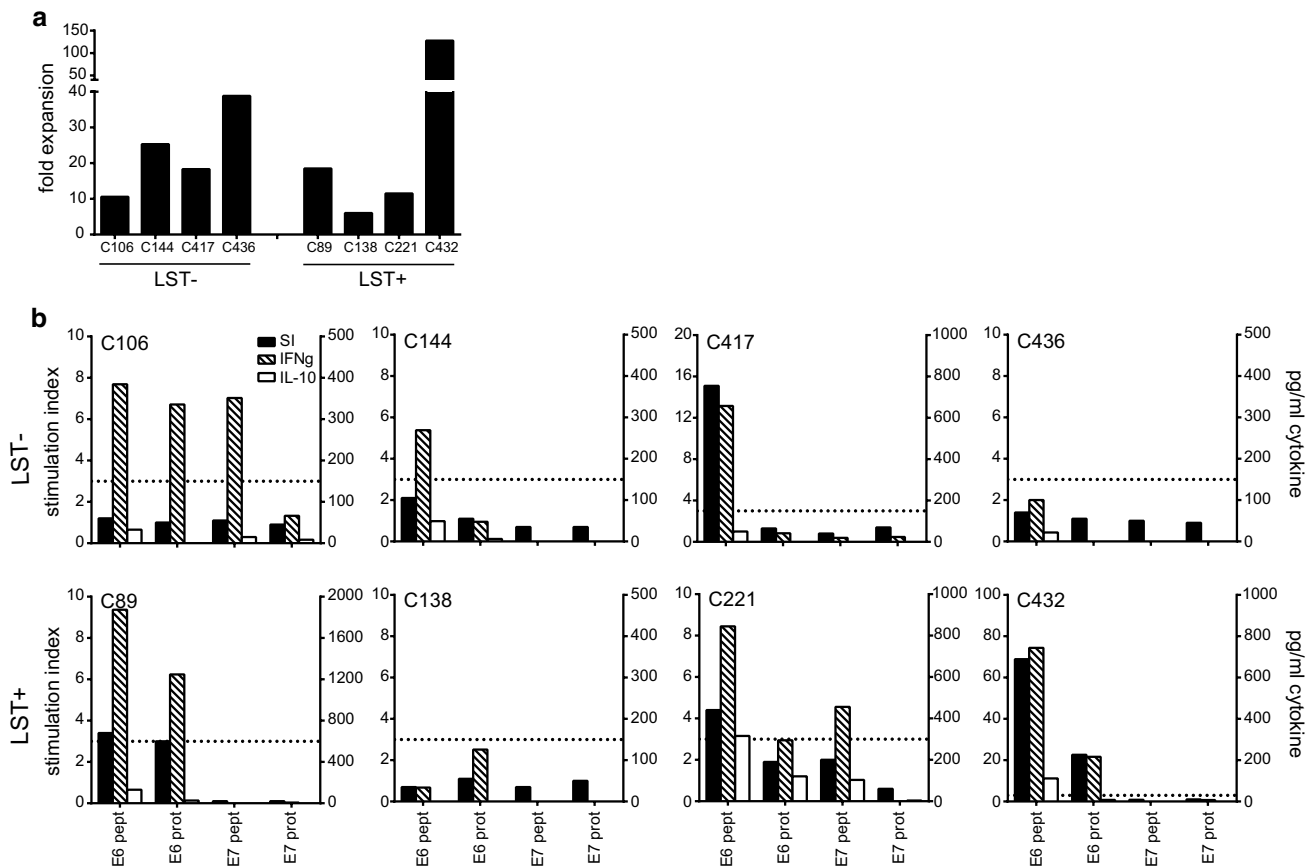 a
fold expansion
150
100
50
40
30
20
10
0
C106 C144 C417 C436 C89 C138 C221 C432
LST- LST+
b
LST-
stimulation index
C106
SI
IFNg
IL-10
10
8
6
4
2
0
500
400
300
200
100
0
C144
10
8
6
4
2
0
500
400
300
200
100
0
C417
20
16
12
8
4
0
1000
800
600
400
200
0
C436
10
8
6
4
2
0
500
400
300
200
100
0
pg/ml cytokine
LST+
stimulation index
C89
10
8
6
4
2
0
2000
1600
1200
800
400
0
E6 pept
E6 prot
E7 pept
E7 prot
C138
10
8
6
4
2
0
500
400
300
200
100
0
E6 pept
E6 prot
E7 pept
E7 prot
C221
10
8
6
4
2
0
1000
800
600
400
200
0
E6 pept
E6 prot
E7 pept
E7 prot
C432
100
80
60
40
20
0
1000
800
600
400
200
0
E6 pept
E6 prot
E7 pept
E7 prot
pg/ml cytokine